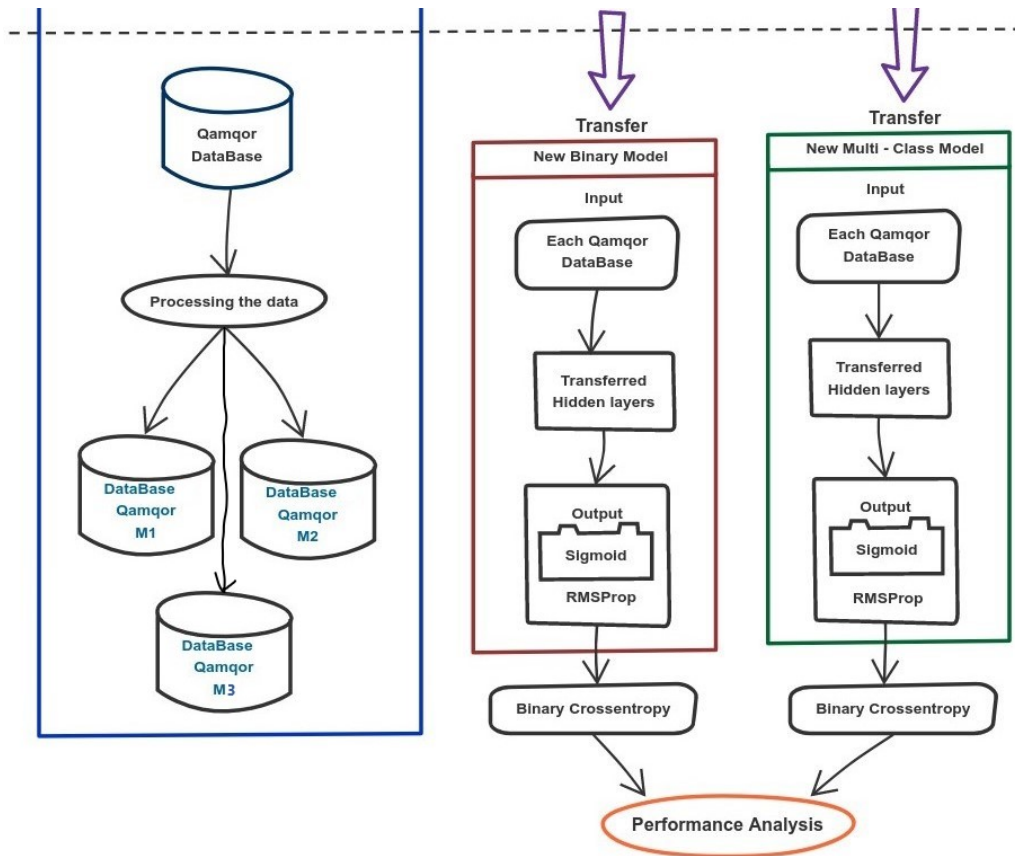 Qamqor
DataBase
Processing the data
DataBase
Qamqor
M1
DataBase
Qamqor
M2
DataBase
Qamqor
M3
Transfer
New Binary Model
Input
Each Qamqor
DataBase
Transferred
Hidden layers
Output
Sigmoid
RMSProp
Binary Crossentropy
Transfer
New Multi - Class Model
Input
Each Qamqor
DataBase
Transferred
Hidden layers
Output
Sigmoid
RMSProp
Binary Crossentropy
Performance Analysis